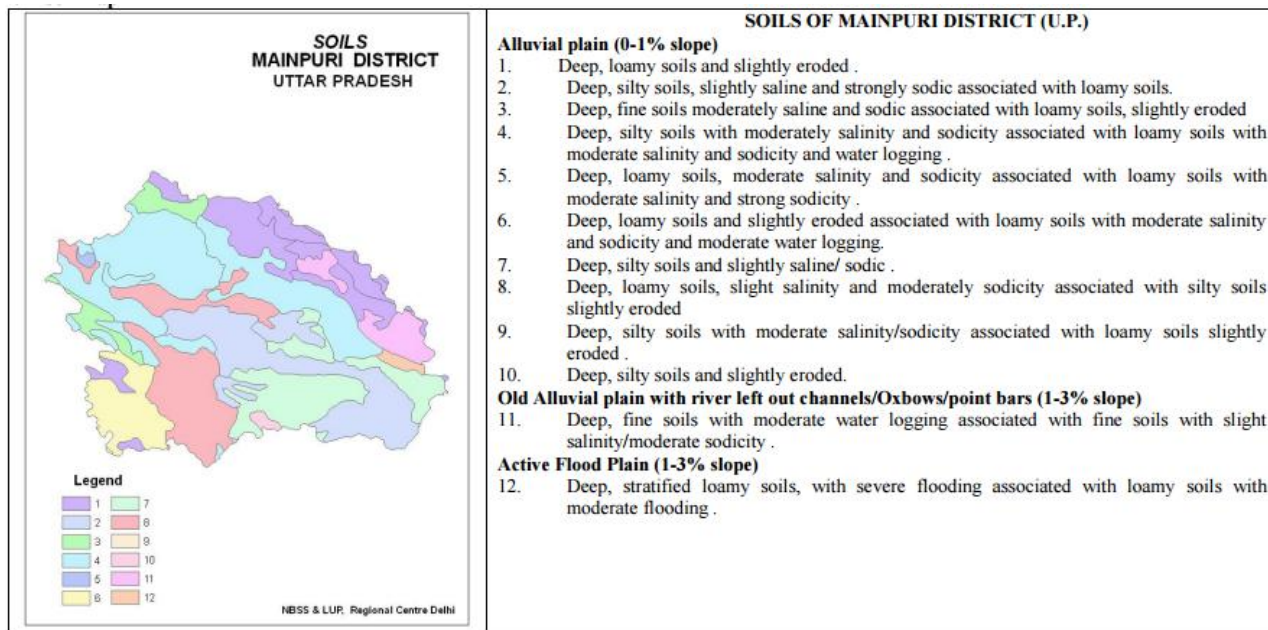 SOILS
MAINPURI DISTRICT
UTTAR PRADESH
Legend
1 7
2 8
3 9
4 10
5 11
6 12
NBSS & LUP, Regional Centre Delhi
SOILS OF MAINPURI DISTRICT (U.P.)
Alluvial plain (0-1% slope)
1. Deep, loamy soils and slightly eroded .
2. Deep, silty soils, slightly saline and strongly sodic associated with loamy soils.
3. Deep, fine soils moderately saline and sodic associated with loamy soils, slightly eroded
4. Deep, silty soils with moderately salinity and sodicity associated with loamy soils with
moderate salinity and sodicity and water logging .
5. Deep, loamy soils, moderate salinity and sodicity associated with loamy soils with
moderate salinity and strong sodicity .
6. Deep, loamy soils and slightly eroded associated with loamy soils with moderate salinity
and sodicity and moderate water logging.
7. Deep, silty soils and slightly saline/ sodic .
8. Deep, loamy soils, slight salinity and moderately sodicity associated with silty soils
slightly eroded
9. Deep, silty soils with moderate salinity/sodicity associated with loamy soils slightly
eroded .
10. Deep, silty soils and slightly eroded.
Old Alluvial plain with river left out channels/Oxbows/point bars (1-3% slope)
11. Deep, fine soils with moderate water logging associated with fine soils with slight
salinity/moderate sodicity .
Active Flood Plain (1-3% slope)
12. Deep, stratified loamy soils, with severe flooding associated with loamy soils with
moderate flooding .